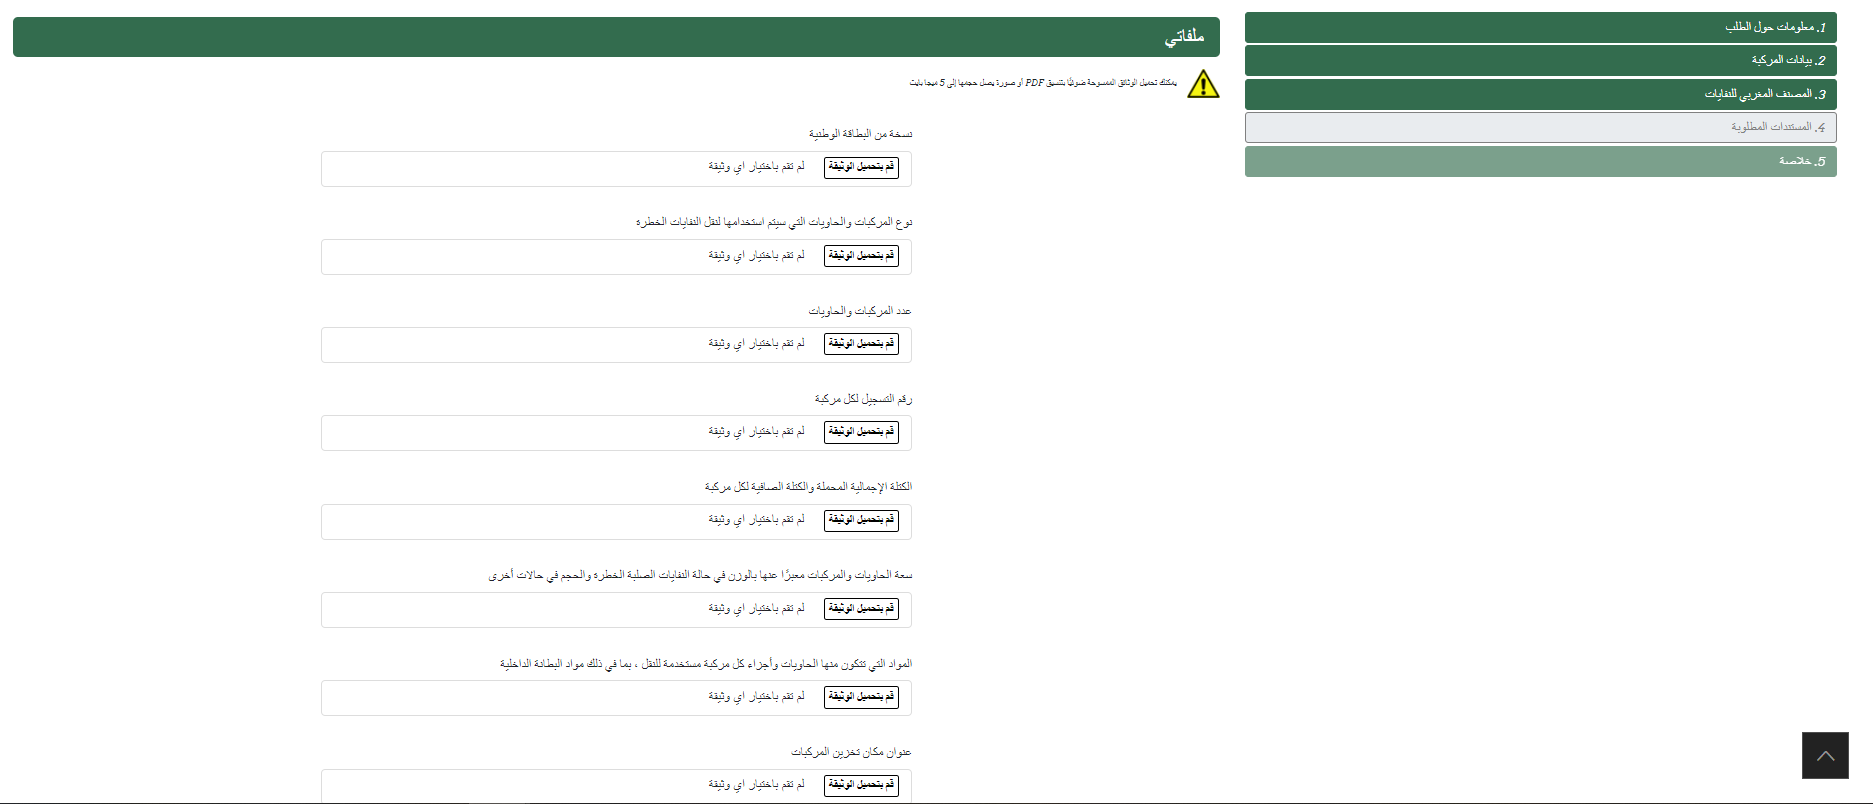 1. معلومات حول الطلب
2. بيانات المركبة
3. المصنف المغربي للنفايات
4. المستندات المطلوبة
5. خلاصة
ملفاتي
يمكنك تحميل الوثائق الممسوحة ضوئيًا بتنسيق PDF أو صورة يصل حجمها إلى 5 ميجا بايت
نسخة من البطاقة الوطنية
قم بتحميل الوثيقة لم تقم باختيار اي وثيقة
نوع المركبات والحاويات التي سيتم استخدامها لنقل النفايات الخطرة
قم بتحميل الوثيقة لم تقم باختيار اي وثيقة
عدد المركبات والحاويات
قم بتحميل الوثيقة لم تقم باختيار اي وثيقة
رقم التسجيل لكل مركبة
قم بتحميل الوثيقة لم تقم باختيار اي وثيقة
الكتلة الإجمالية المحملة والكتلة الصافية لكل مركبة
قم بتحميل الوثيقة لم تقم باختيار اي وثيقة
سعة الحاويات والمركبات معبرًا عنها بالوزن في حالة النفايات الصلبة الخطرة والحجم في حالات أخرى
قم بتحميل الوثيقة لم تقم باختيار اي وثيقة
المواد التي تتكون منها الحاويات وأجزاء كل مركبة مستخدمة للنقل ، بما في ذلك مواد البطانة الداخلية
قم بتحميل الوثيقة لم تقم باختيار اي وثيقة
عنوان مكان تخزين المركبات
قم بتحميل الوثيقة لم تقم باختيار اي وثيقة